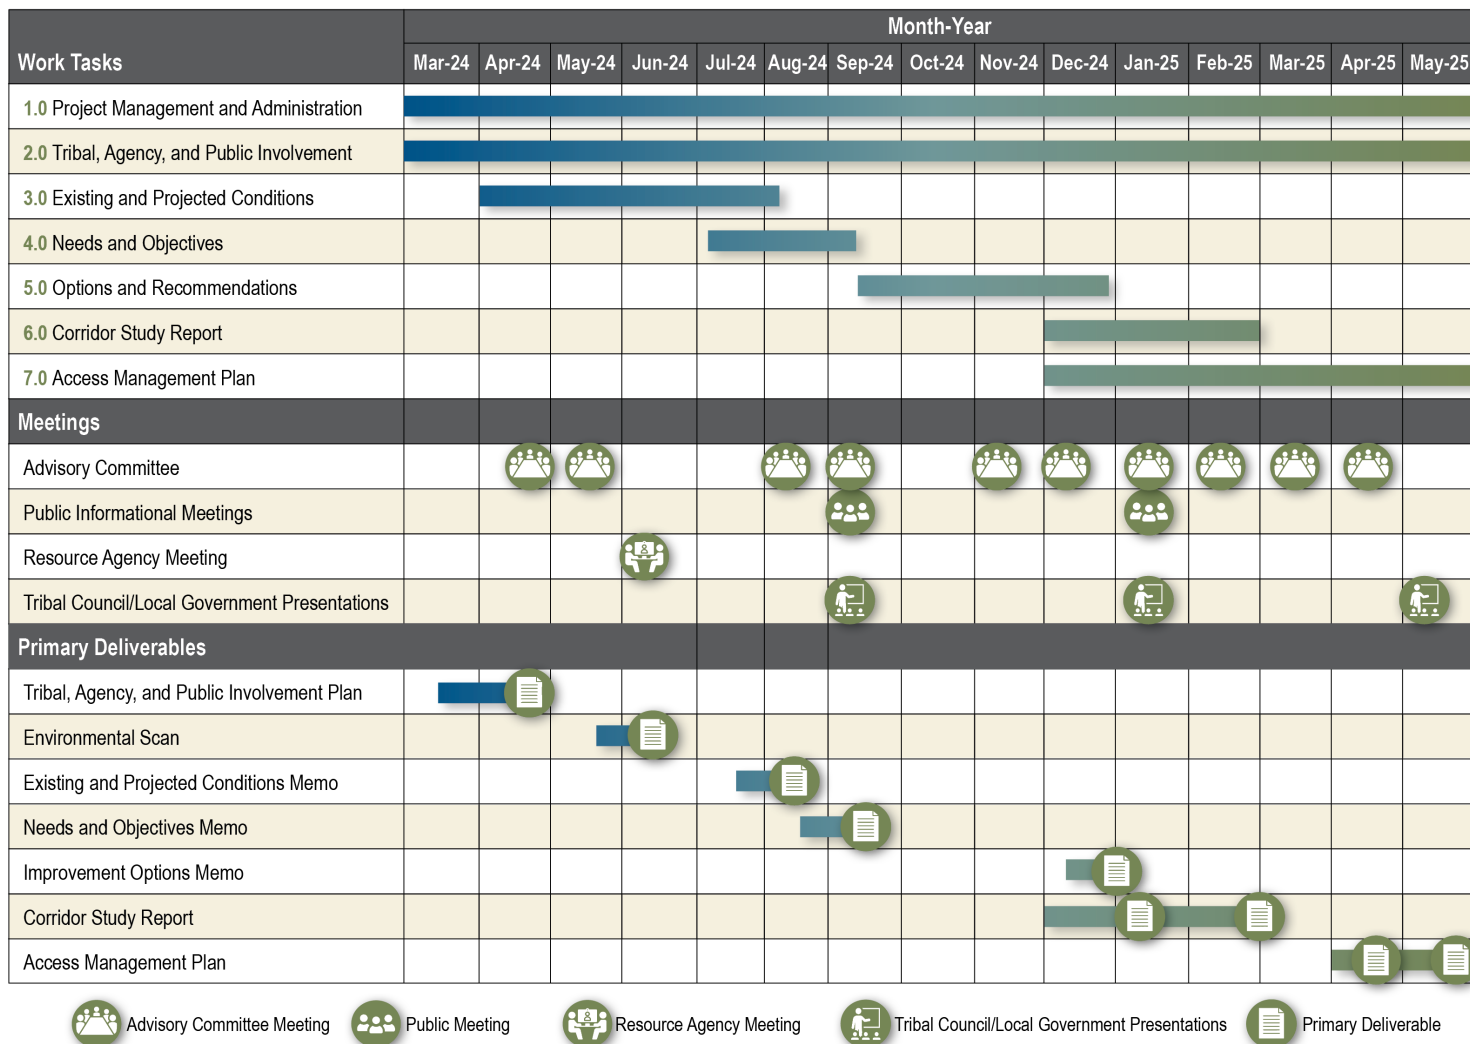 Month-Year
Work Tasks Mar-24 Apr-24 May-24 Jun-24 Jul-24 Aug-24 Sep-24 Oct-24 Nov-24 Dec-24 Jan-25 Feb-25 Mar-25 Apr-25 May-25
1.0 Project Management and Administration
2.0 Tribal, Agency, and Public Involvement
3.0 Existing and Projected Conditions
4.0 Needs and Objectives
5.0 Options and Recommendations
6.0 Corridor Study Report
7.0 Access Management Plan
Meetings
Advisory Committee
Public Informational Meetings
Resource Agency Meeting
Tribal Council/Local Government Presentations
Primary Deliverables
Tribal, Agency, and Public Involvement Plan
Environmental Scan
Existing and Projected Conditions Memo
Needs and Objectives Memo
Improvement Options Memo
Corridor Study Report
Access Management Plan
Advisory Committee Meeting Public Meeting Resource Agency Meeting Tribal Council/Local Government Presentations Primary Deliverable